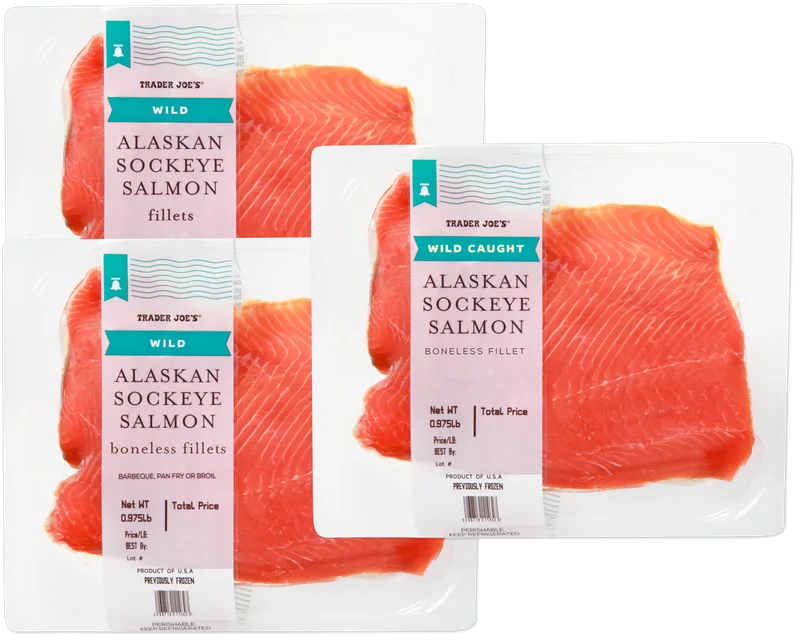 TRADER JOE'S
WILD
ALASKAN
SOCKEYE
SALMON
fillets
TRADER JOE'S
WILD
ALASKAN
SOCKEYE
SALMON
boneless fillets
BARBEQUE, PAN FRY OR BROIL
Net WT Total Price
0.975Lb
Price/LB:
BEST By:
Lot #
PRODUCT OF U.S.A
PREVIOUSLY FROZEN
PERISHABLE
KEEP REFRIGERATED
TRADER JOE'S
WILD CAUGHT
ALASKAN
SOCKEYE
SALMON
BONELESS FILLET
Net WT Total Price
0.975Lb
Price/LB:
BEST By:
Lot #
PRODUCT OF U.S.A
PREVIOUSLY FROZEN
PERISHABLE
KEEP REFRIGERATED